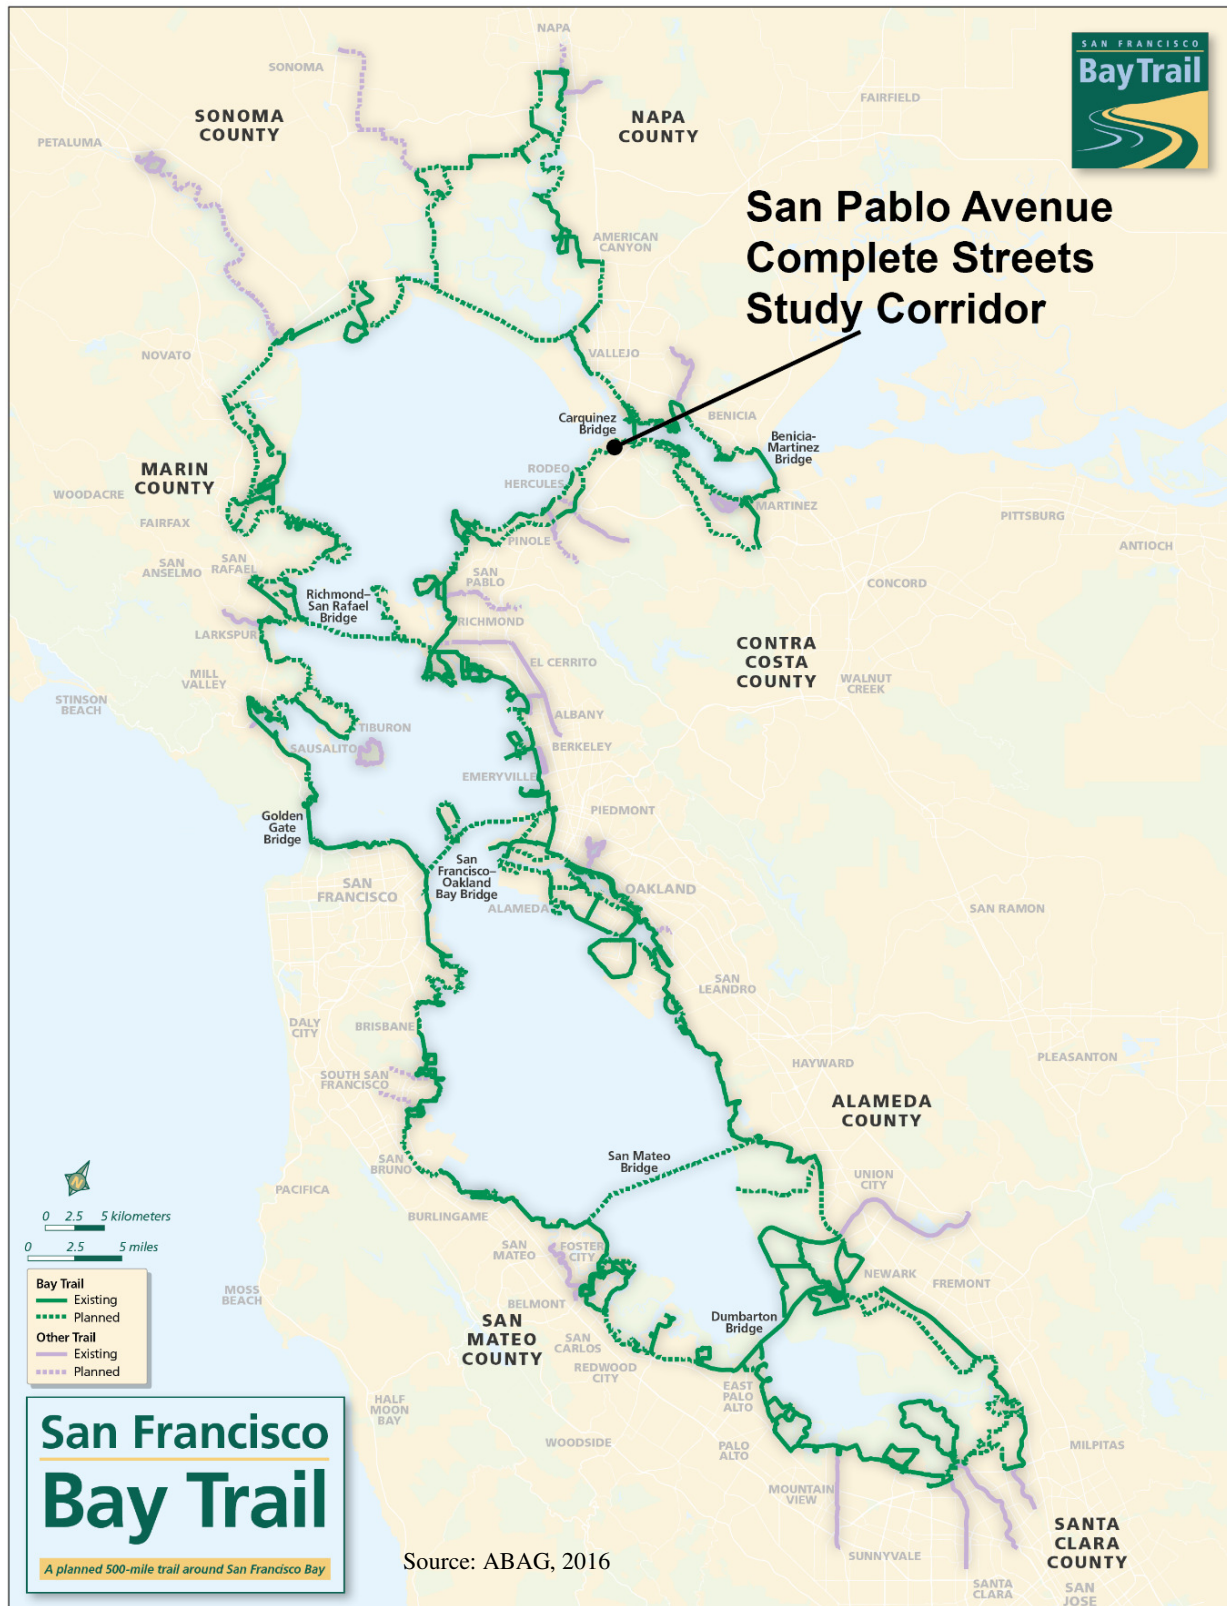 NAPA
SONOMA
SAN FRANCISCO
Bay Trail
SONOMA
COUNTY
NAPA
COUNTY
FAIRFIELD
PETALUMA
San Pablo Avenue
Complete Streets
Study Corridor
AMERICAN
CANYON
NOVATO
VALLEJO
Carquinez
Bridge
BENICIA
Benicia-
Martinez
Bridge
MARIN
COUNTY
RODEO
HERCULES
WOODACRE
MARTINEZ
PITTSBURG
FAIRFAX
PINOLE
ANTIOCH
SAN
ANSELMO
SAN
RAFAEL
SAN
PABLO
CONCORD
Richmond–
San Rafael
Bridge
RICHMOND
LARKSPUR
CONTRA
COSTA
COUNTY
EL CERRITO
MILL
VALLEY
WALNUT
CREEK
STINSON
BEACH
ALBANY
TIBURON
SAUSALITO
BERKELEY
EMERYVILLE
PIEDMONT
Golden
Gate
Bridge
SAN
FRANCISCO
San
Francisco–
Oakland
Bay Bridge
OAKLAND
ALAMEDA
SAN RAMON
SAN
LEANDRO
DALY
CITY
BRISBANE
HAYWARD
PLEASANTON
SOUTH SAN
FRANCISCO
ALAMEDA
COUNTY
SAN
BRUNO
San Mateo
Bridge
UNION
CITY
PACIFICA
N
0 2.5 5 kilometers
0 2.5 5 miles
BURLINGAME
SAN
MATEO
FOSTER
CITY
NEWARK
FREMONT
MOSS
BEACH
BELMONT
Dumbarton
Bridge
Bay Trail
Existing
Planned
Other Trail
Existing
Planned
SAN
MATEO
COUNTY
SAN
CARLOS
REDWOOD
CITY
EAST
PALO
ALTO
HALF
MOON
BAY
WOODSIDE
PALO
ALTO
MILPITAS
MOUNTAIN
VIEW
San Francisco
Bay Trail
A planned 500-mile trail around San Francisco Bay
SANTA
CLARA
COUNTY
Source: ABAG, 2016
SUNNYVALE
SANTA
CLARA
SAN
JOSE